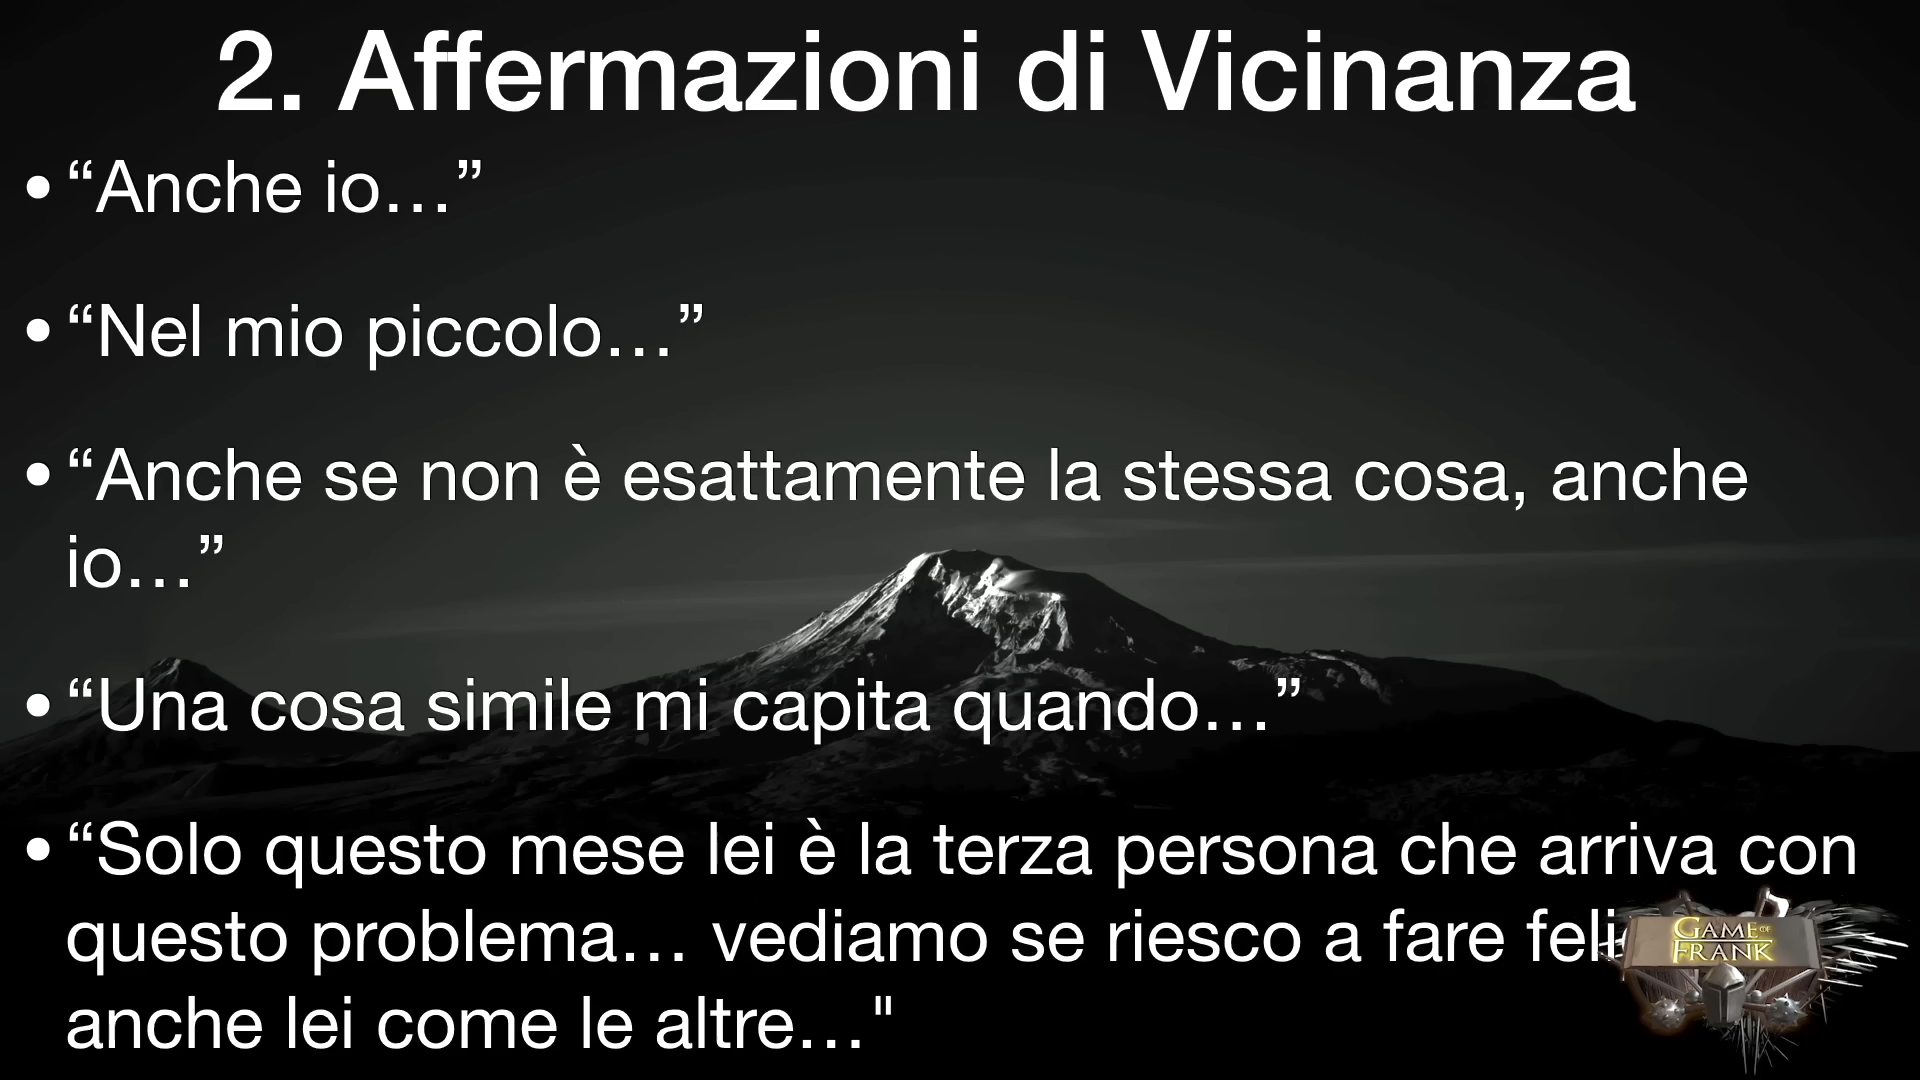 2. Affermazioni di Vicinanza
• “Anche io…”
• “Nel mio piccolo…”
• “Anche se non è esattamente la stessa cosa, anche
io…”
• “Una cosa simile mi capita quando…”
• “Solo questo mese lei è la terza persona che arriva con
questo problema… vediamo se riesco a fare
anche lei come le altre…"
GAME OF
FRANK